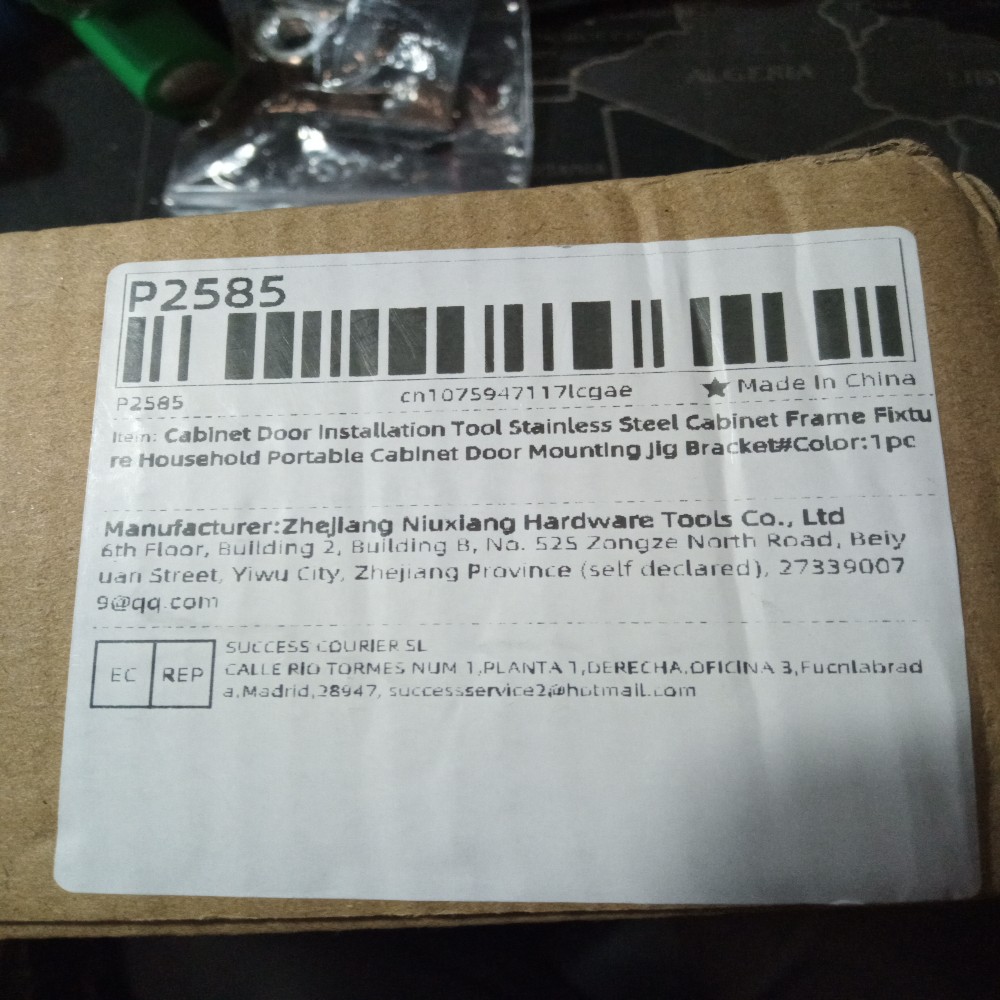 ALGERIA
P2585
P2585
cn1075947117lcgae
★ Made In China
Item: Cabinet Door Installation Tool Stainless Steel Cabinet Frame Fixtu
re Household Portable Cabinet Door Mounting Jig Bracket#Color:1pc
Manufacturer:Zhejiang Niuxiang Hardware Tools Co., Ltd
6th Floor, Building 2, Building B, No. 525 Zongze North Road, Beiy
uan Street, Yiwu City, Zhejiang Province (self declared), 27339007
9@qq.com
EC REP
SUCCESS COURIER SL
CALLE RIO TORMES NUM 1,PLANTA 1,DERECHA,OFICINA 3,Fuenlabrad
a,Madrid,28947, successservice2@hotmail.com